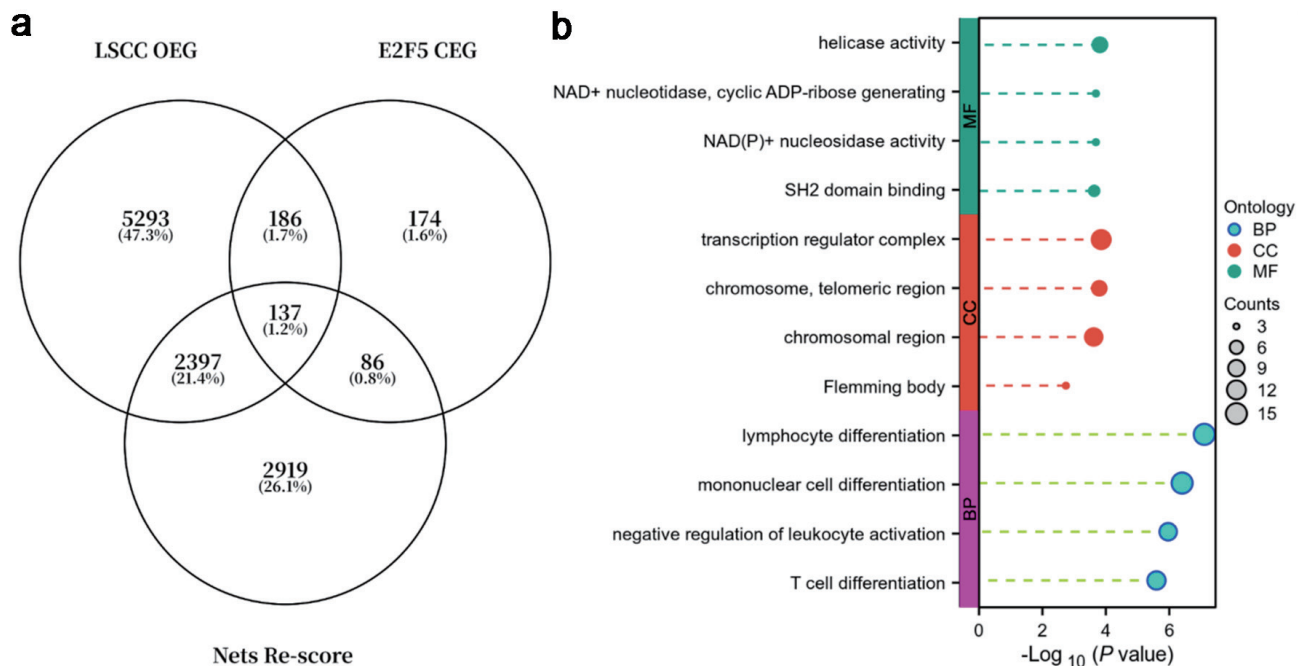 a
LSCC OEG
E2F5 CEG
5293
(47.3%)
186
(1.7%)
174
(1.6%)
137
(1.2%)
2397
(21.4%)
86
(0.8%)
2919
(26.1%)
Nets Re-score
b
helicase activity
NAD+ nucleotidase, cyclic ADP-ribose generating
NAD(P)+ nucleosidase activity
SH2 domain binding
transcription regulator complex
chromosome, telomeric region
chromosomal region
Flemming body
lymphocyte differentiation
mononuclear cell differentiation
negative regulation of leukocyte activation
T cell differentiation
MF
CC
BP
0 2 4 6
-Log 10 (P value)
Ontology
BP
CC
MF
Counts
3
6
9
12
15